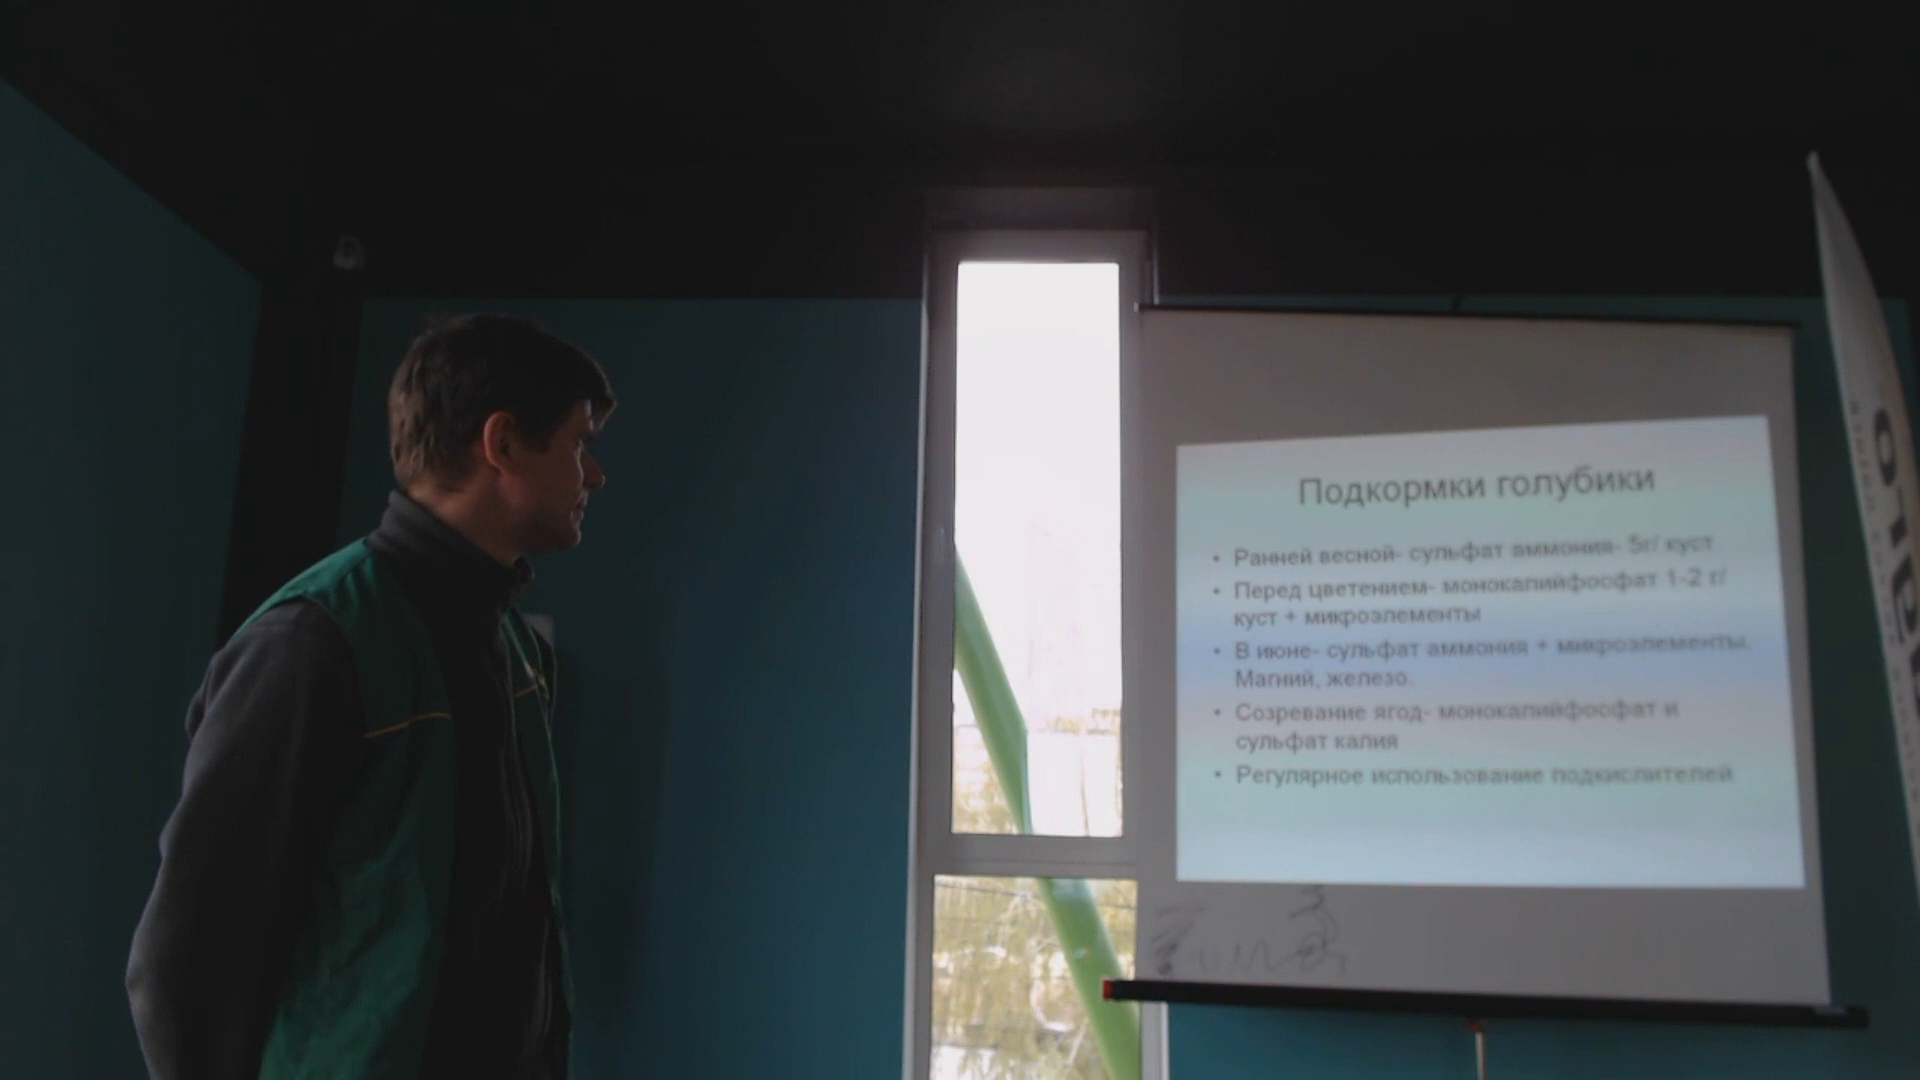 Подкормки голубики
• Ранней весной- сульфат аммония- 5г/ куст
• Перед цветением- монокалийфосфат 1-2 г/
куст + микроэлементы
• В июне- сульфат аммония + микроэлементы.
Магний, железо.
• Созревание ягод- монокалийфосфат и
сульфат калия
• Регулярное использование подкислителей